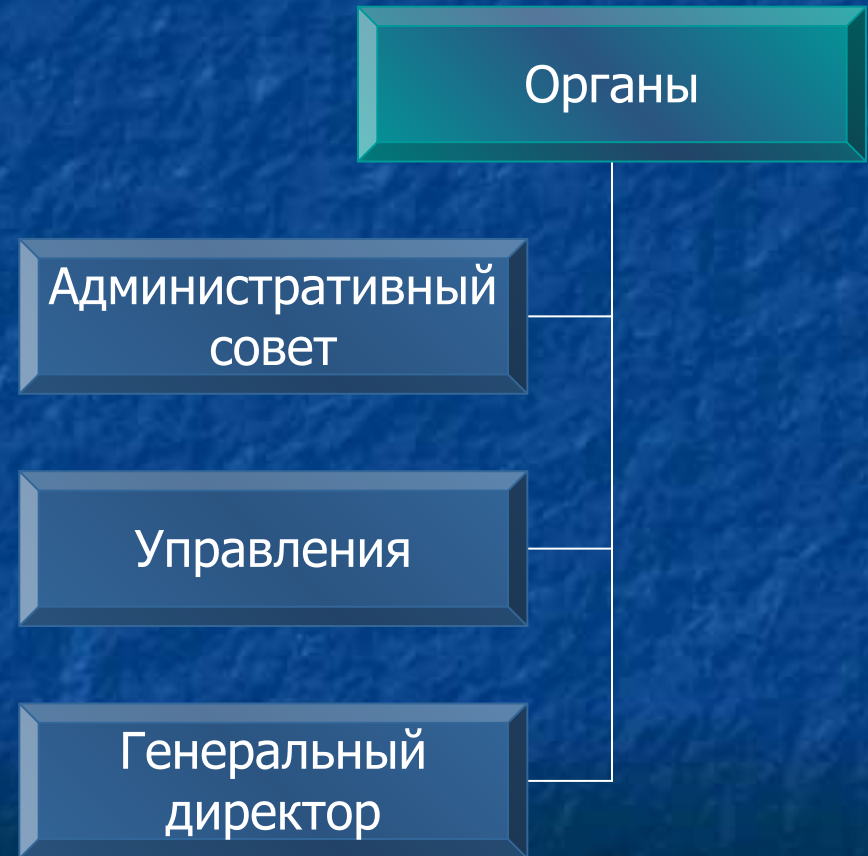 Органы
Административный
совет
Управления
Генеральный
директор